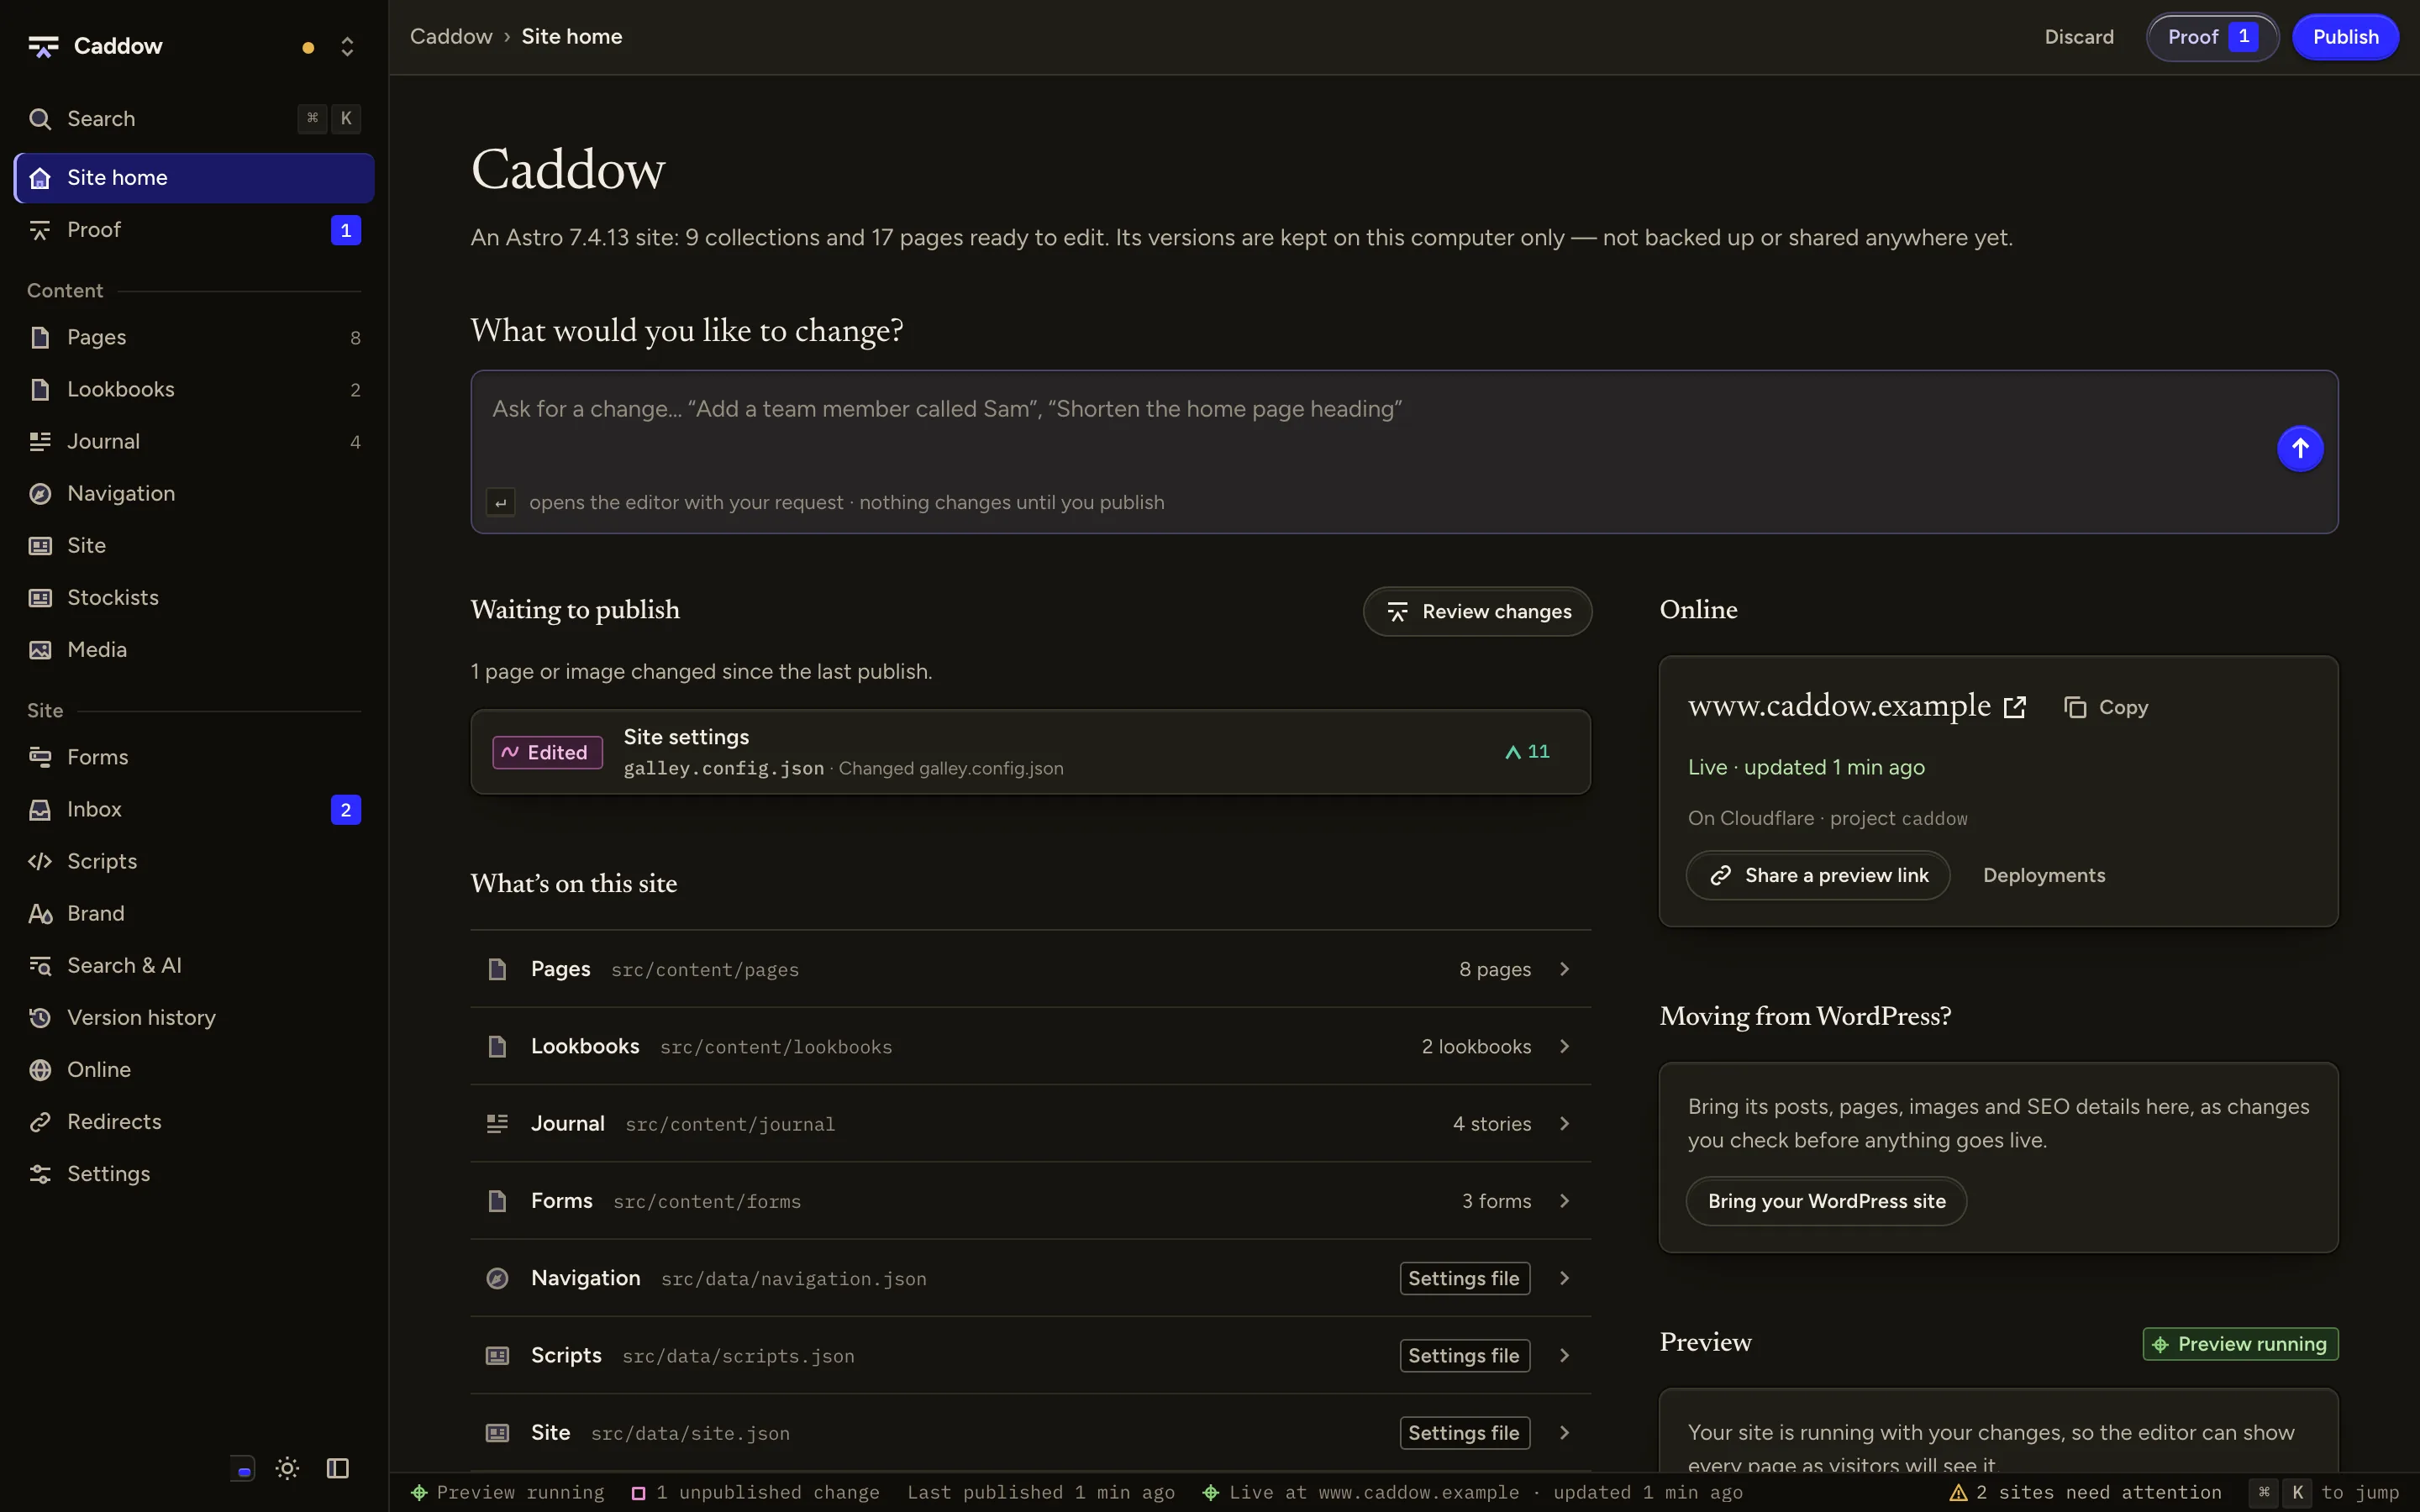 Caddow
Search ⌘ K
Site home
Proof 1
Content
Pages 8
Lookbooks 2
Journal 4
Navigation
Site
Stockists
Media
Site
Forms
Inbox 2
Scripts
Brand
Search & AI
Version history
Online
Redirects
Settings
Caddow › Site home
Discard
Proof 1
Publish
Caddow
An Astro 7.4.13 site: 9 collections and 17 pages ready to edit. Its versions are kept on this computer only — not backed up or shared anywhere yet.
What would you like to change?
Ask for a change... “Add a team member called Sam”, “Shorten the home page heading”
↵ opens the editor with your request · nothing changes until you publish
Waiting to publish
Review changes
1 page or image changed since the last publish.
Edited
Site settings
galley.config.json · Changed galley.config.json
11
What’s on this site
Pages src/content/pages 8 pages
Lookbooks src/content/lookbooks 2 lookbooks
Journal src/content/journal 4 stories
Forms src/content/forms 3 forms
Navigation src/data/navigation.json Settings file
Scripts src/data/scripts.json Settings file
Site src/data/site.json Settings file
Online
www.caddow.example Copy
Live · updated 1 min ago
On Cloudflare · project caddow
Share a preview link Deployments
Moving from WordPress?
Bring its posts, pages, images and SEO details here, as changes
you check before anything goes live.
Bring your WordPress site
Preview Preview running
Your site is running with your changes, so the editor can show
every page as visitors will see it.
Preview running 1 unpublished change Last published 1 min ago Live at www.caddow.example · updated 1 min ago 2 sites need attention ⌘ K to jump